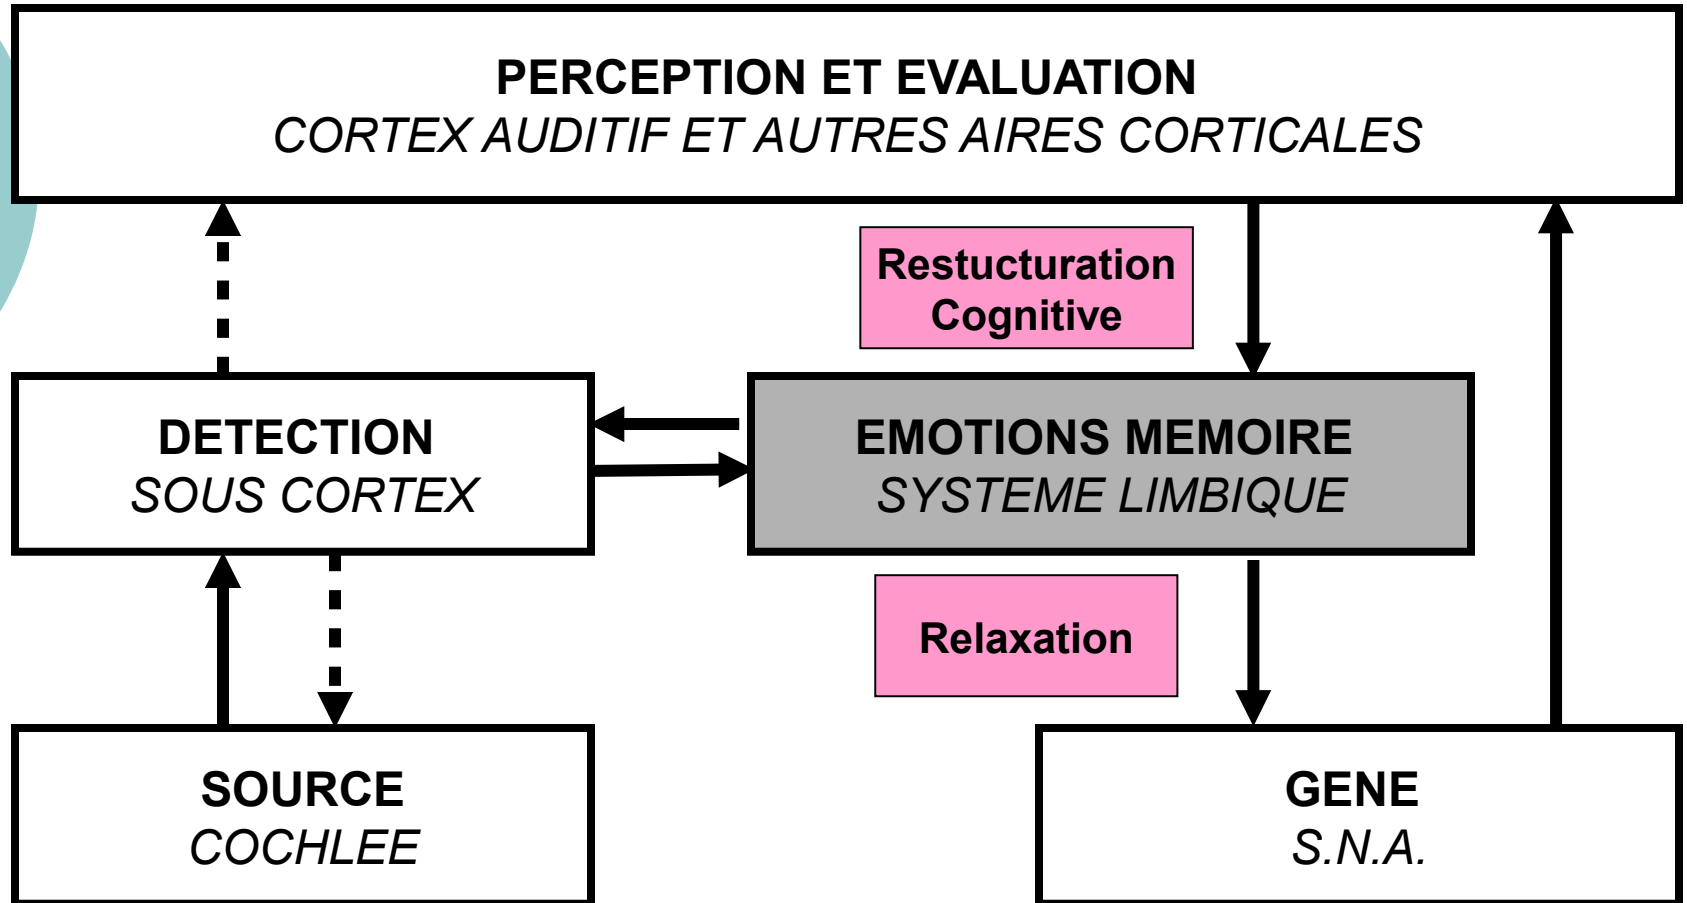 PERCEPTION ET EVALUATION
CORTEX AUDITIF ET AUTRES AIRES CORTICALES
Restucturation
Cognitive
DETECTION
SOUS CORTEX
EMOTIONS MEMOIRE
SYSTEME LIMBIQUE
Relaxation
SOURCE
COCHLEE
GENE
S.N.A.